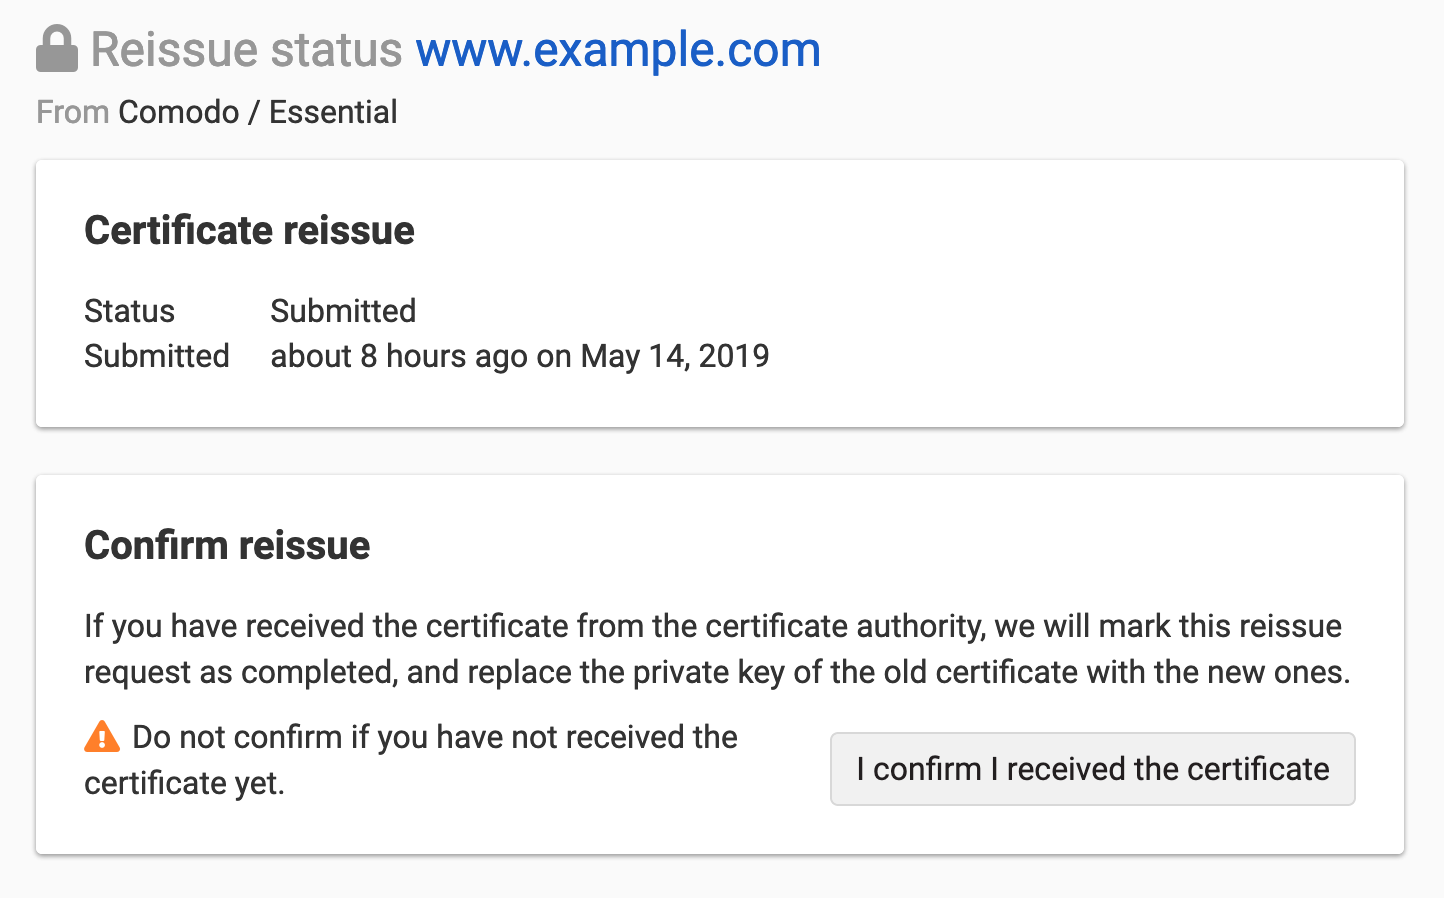 Reissue status www.example.com
From Comodo / Essential
Certificate reissue
Status Submitted
Submitted about 8 hours ago on May 14, 2019
Confirm reissue
If you have received the certificate from the certificate authority, we will mark this reissue
request as completed, and replace the private key of the old certificate with the new ones.
Do not confirm if you have not received the
certificate yet.
I confirm I received the certificate